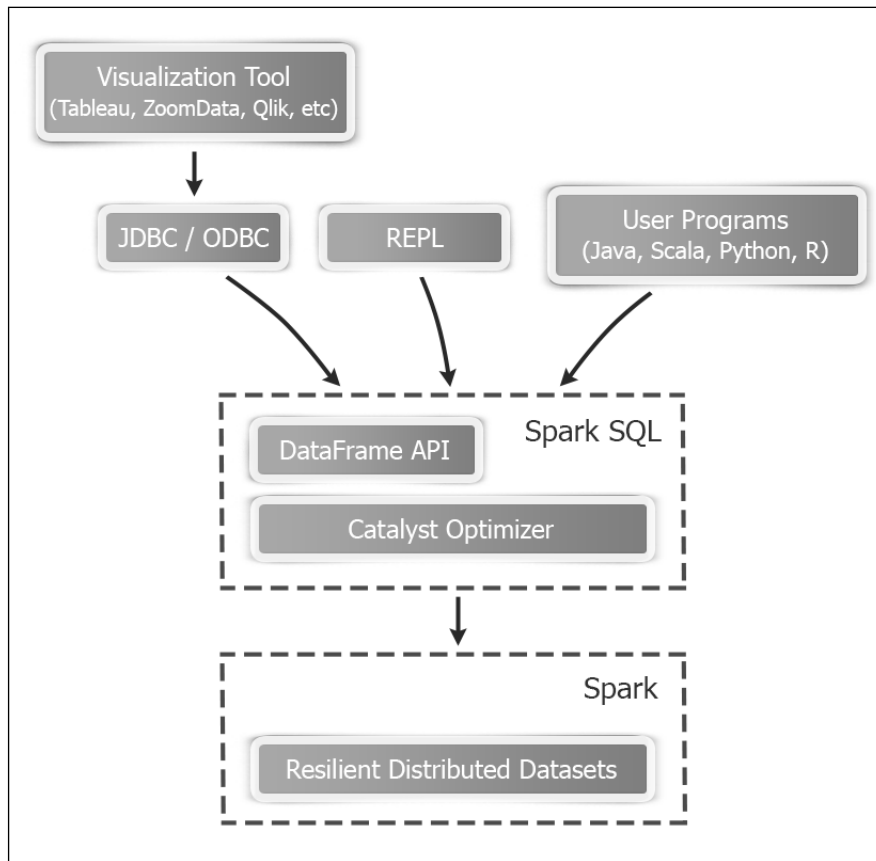 Visualization Tool
(Tableau, ZoomData, Qlik, etc)
JDBC / ODBC
REPL
User Programs
(Java, Scala, Python, R)
Spark SQL
DataFrame API
Catalyst Optimizer
Spark
Resilient Distributed Datasets